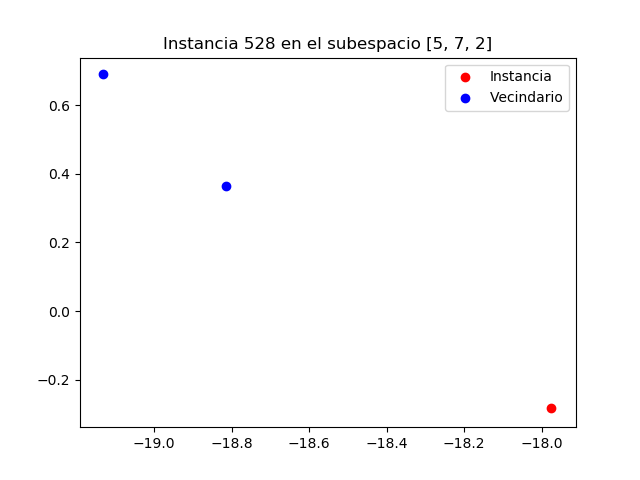 Instancia 528 en el subespacio [5, 7, 2]
Instancia
Vecindario
0.6
0.4
0.2
0.0
−0.2
−19.0 −18.8 −18.6 −18.4 −18.2 −18.0